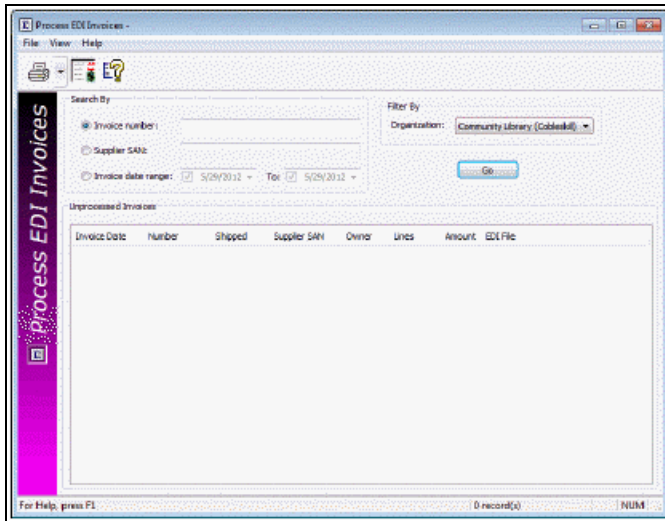 Process EDI Invoices -
File View Help
Process EDI Invoices
Search By
Invoice number:
Supplier SAN:
Invoice date range: 5/29/2012 To: 5/29/2012
Filter By
Organization: Community Library (Cobleskill)
Go
Unprocessed Invoices
Invoice Date Number Shipped Supplier SAN Owner Lines Amount EDI File
For Help, press F1 0 record(s) NUM